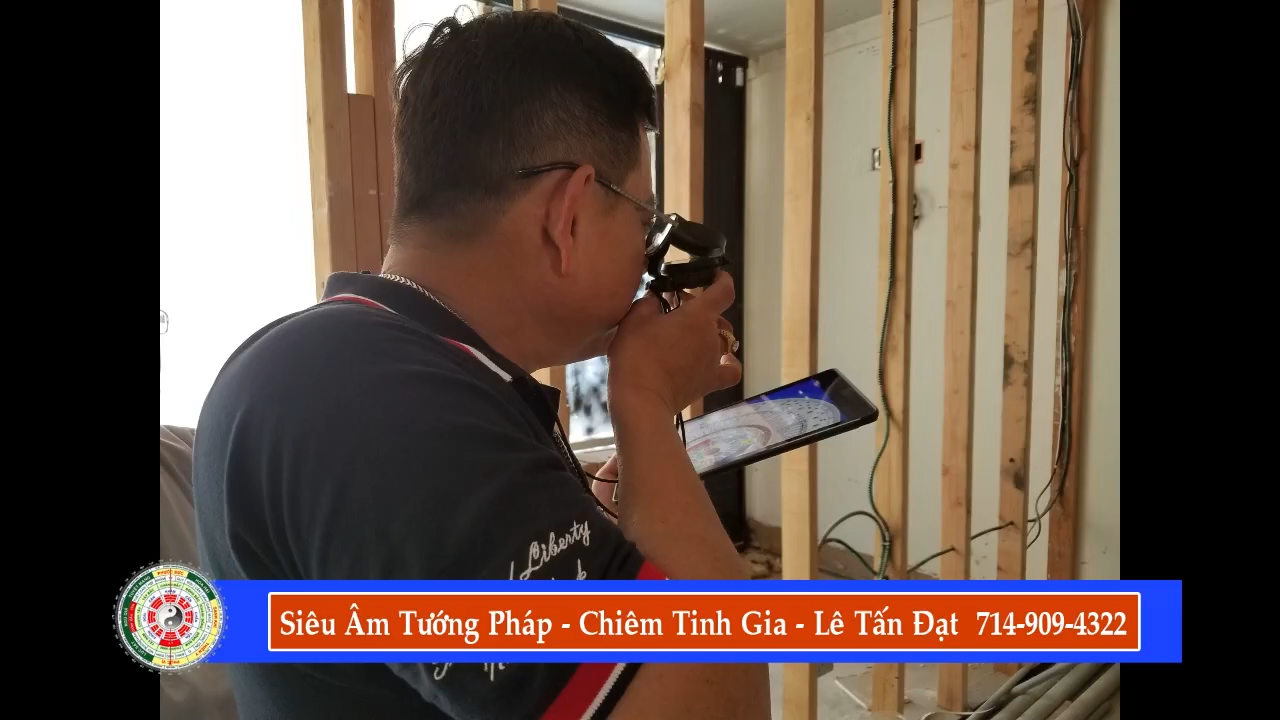 Liberty
Siêu Âm Tướng Pháp - Chiêm Tinh Gia - Lê Tấn Đạt 714-909-4322